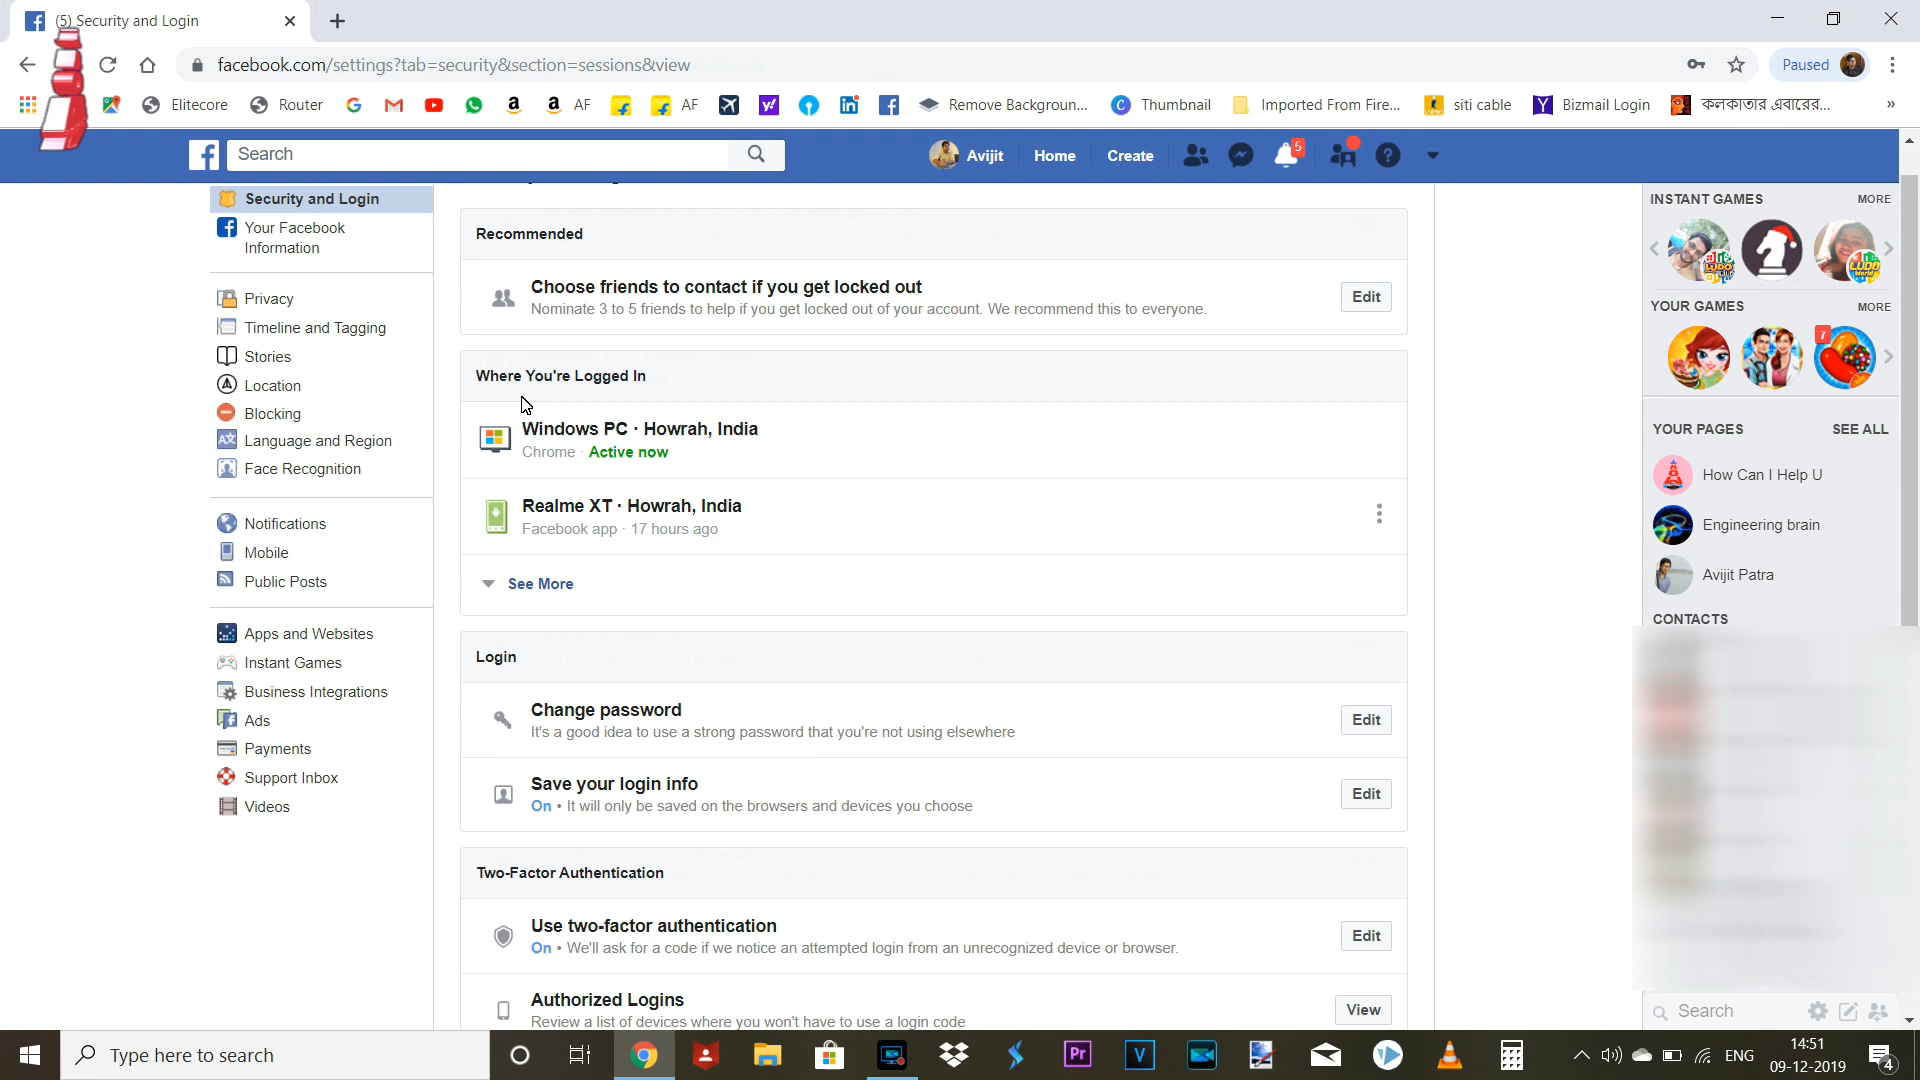 (5) Security and Login
facebook.com/settings?tab=security&section=sessions&view
Paused
Elitecore
Router
AF
AF
Remove Backgroun...
Thumbnail
Imported From Fire...
siti cable
Bizmail Login
কলকাতার এবারের...
»
Search
Avijit
Home
Create
5
Security and Login
Your Facebook
Information
Privacy
Timeline and Tagging
Stories
Location
Blocking
Language and Region
Face Recognition
Notifications
Mobile
Public Posts
Apps and Websites
Instant Games
Business Integrations
Ads
Payments
Support Inbox
Videos
Recommended
Choose friends to contact if you get locked out
Nominate 3 to 5 friends to help if you get locked out of your account. We recommend this to everyone.
Edit
Where You're Logged In
Windows PC · Howrah, India
Chrome · Active now
Realme XT · Howrah, India
Facebook app · 17 hours ago
See More
Login
Change password
It's a good idea to use a strong password that you're not using elsewhere
Edit
Save your login info
On • It will only be saved on the browsers and devices you choose
Edit
Two-Factor Authentication
Use two-factor authentication
On • We'll ask for a code if we notice an attempted login from an unrecognized device or browser.
Edit
Authorized Logins
Review a list of devices where you won't have to use a login code
View
INSTANT GAMES
MORE
YOUR GAMES
MORE
7
YOUR PAGES
SEE ALL
How Can I Help U
Engineering brain
Avijit Patra
CONTACTS
Search
Type here to search
ENG
14:51
09-12-2019
4